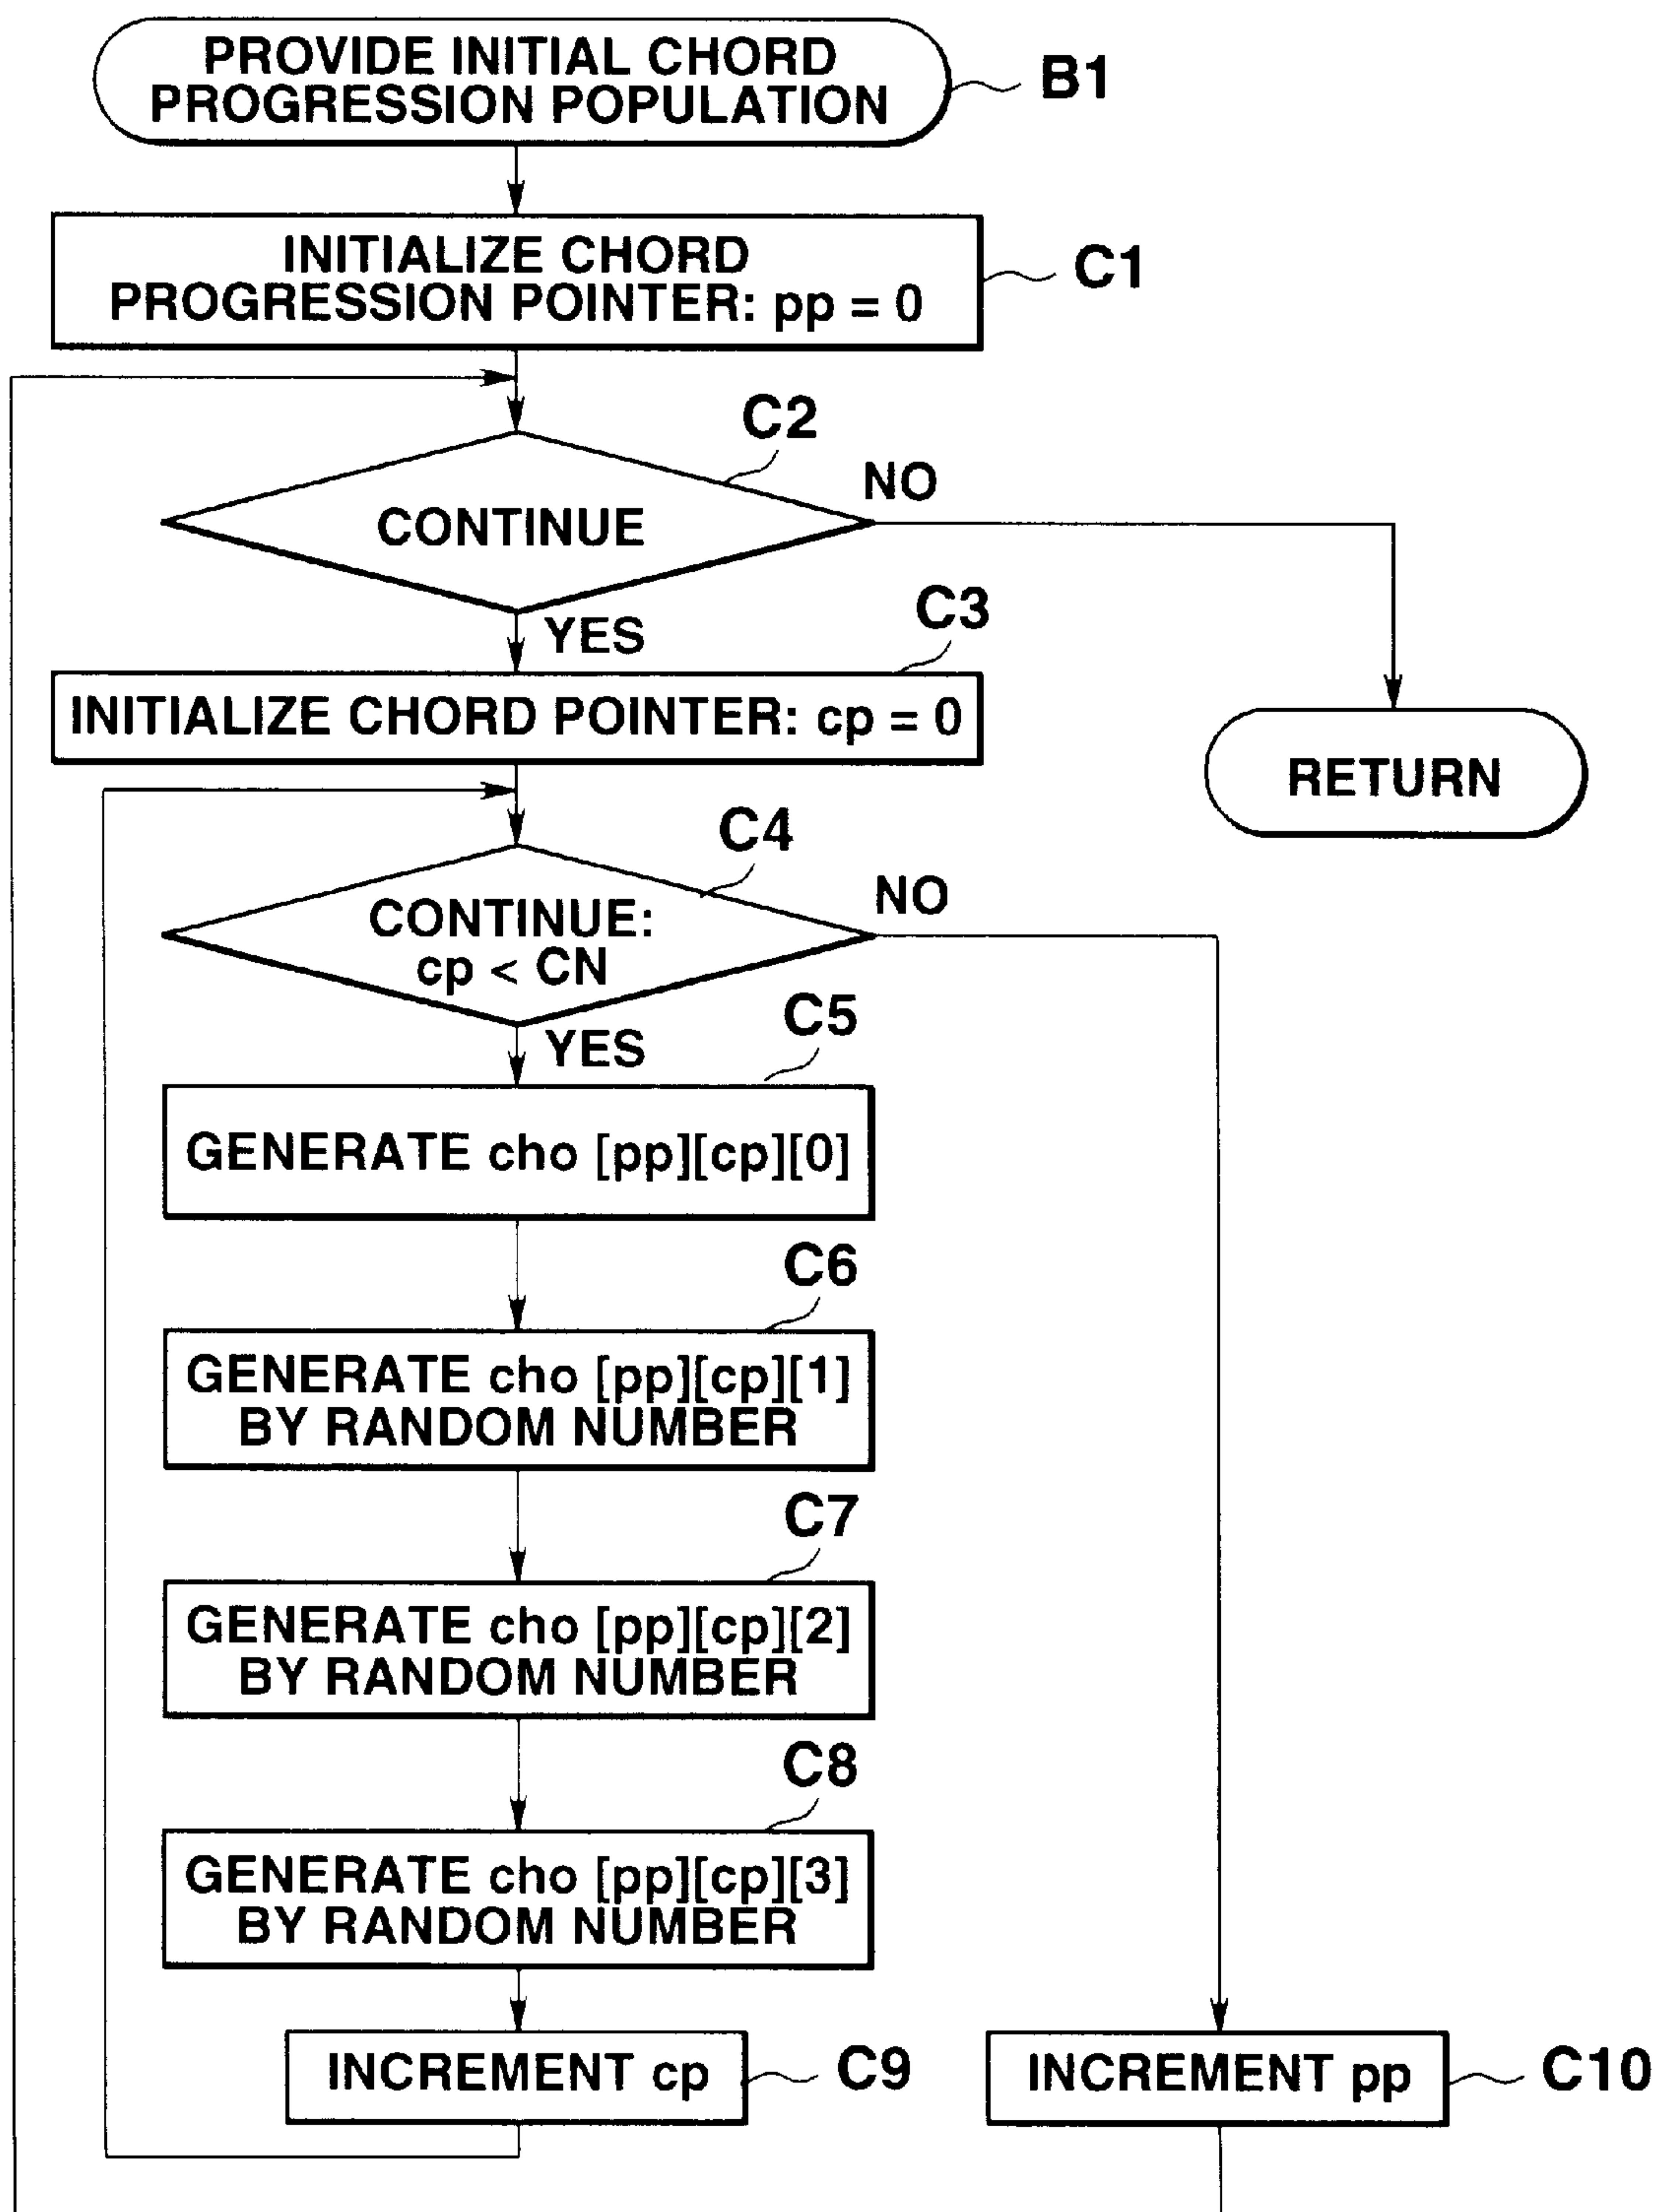 PROVIDE INITIAL CHORD
PROGRESSION POPULATION
B1
INITIALIZE CHORD
PROGRESSION POINTER: pp = 0
C1
C2
CONTINUE
NO
YES
C3
INITIALIZE CHORD POINTER: cp = 0
RETURN
C4
CONTINUE:
cp < CN
NO
YES
C5
GENERATE cho [pp][cp][0]
C6
GENERATE cho [pp][cp][1]
BY RANDOM NUMBER
C7
GENERATE cho [pp][cp][2]
BY RANDOM NUMBER
C8
GENERATE cho [pp][cp][3]
BY RANDOM NUMBER
INCREMENT cp
C9
INCREMENT pp
C10